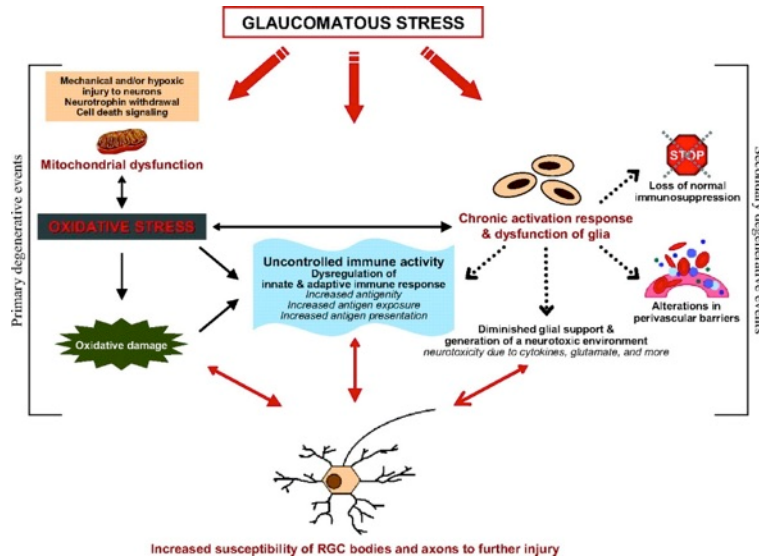 GLAUCOMATOUS STRESS
Mechanical and/or hypoxic
injury to neurons
Neurotrophin withdrawal
Cell death signaling
Mitochondrial dysfunction
OXIDATIVE STRESS
Oxidative damage
Primary degenerative events
Uncontrolled immune activity
Dysregulation of
innate & adaptive immune response
Increased antigenity
Increased antigen exposure
Increased antigen presentation
Chronic activation response
& dysfunction of glia
STOP
Loss of normal
immunosuppression
Alterations in
perivascular barriers
Diminished glial support &
generation of a neurotoxic environment
neurotoxicity due to cytokines, glutamate, and more
Secondary degenerative events
Increased susceptibility of RGC bodies and axons to further injury